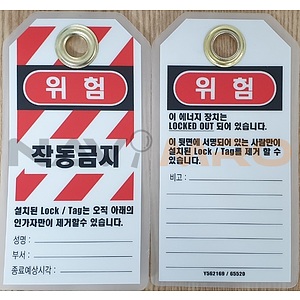 위 험
작동금지
설치된 Lock / Tag는 오직 아래의
인가자만이 제거할수 있습니다.
성명 :
부서 :
종료예상시각 :
위 험
이 에너지 장치는
LOCKED OUT 되어 있습니다.
이 뒷면에 서명되어 있는 사람만이
설치된 Lock / Tag를 제거 할 수
있습니다.
비고 :